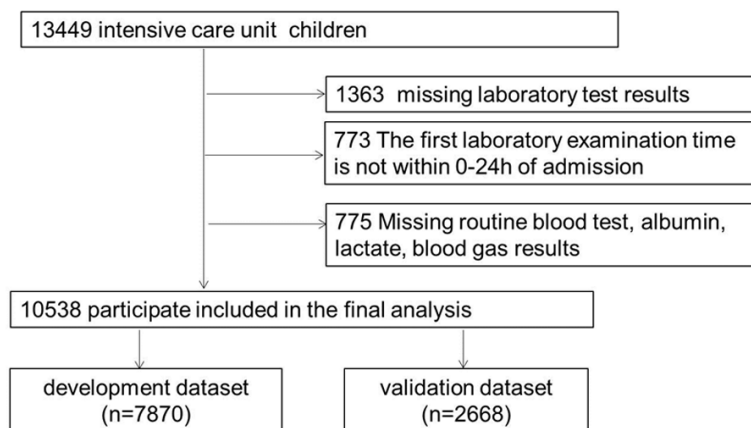 13449 intensive care unit  children
1363  missing laboratory test results
773 The first laboratory examination time
is not within 0-24h of admission
775 Missing routine blood test, albumin,
lactate, blood gas results
10538 participate included in the final analysis
development dataset
(n=7870)
validation dataset
(n=2668)